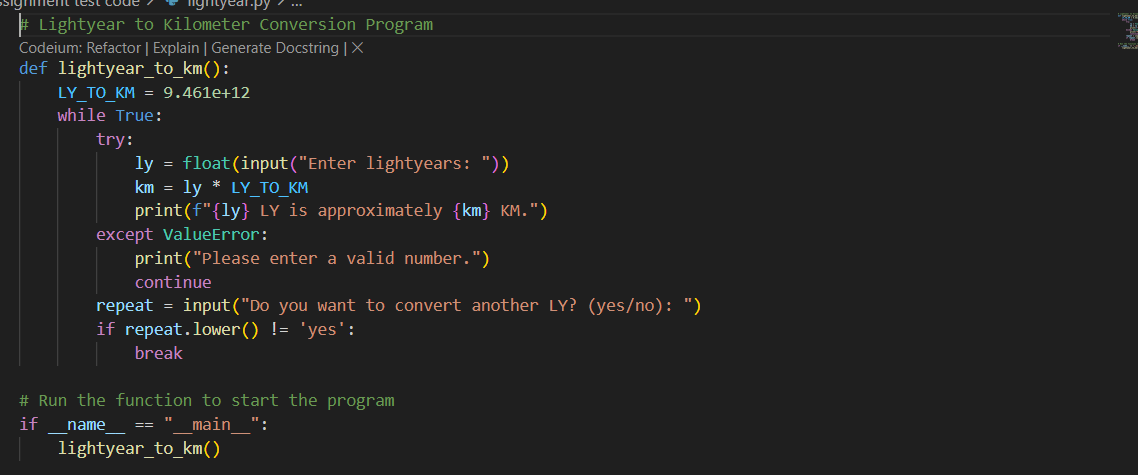 ssignment test code > lightyear.py > ...
# Lightyear to Kilometer Conversion Program
Codeium: Refactor | Explain | Generate Docstring | ×
def lightyear_to_km():
    LY_TO_KM = 9.461e+12
    while True:
        try:
            ly = float(input("Enter lightyears: "))
            km = ly * LY_TO_KM
            print(f"{ly} LY is approximately {km} KM.")
        except ValueError:
            print("Please enter a valid number.")
            continue
        repeat = input("Do you want to convert another LY? (yes/no): ")
        if repeat.lower() != 'yes':
            break

# Run the function to start the program
if __name__ == "__main__":
    lightyear_to_km()